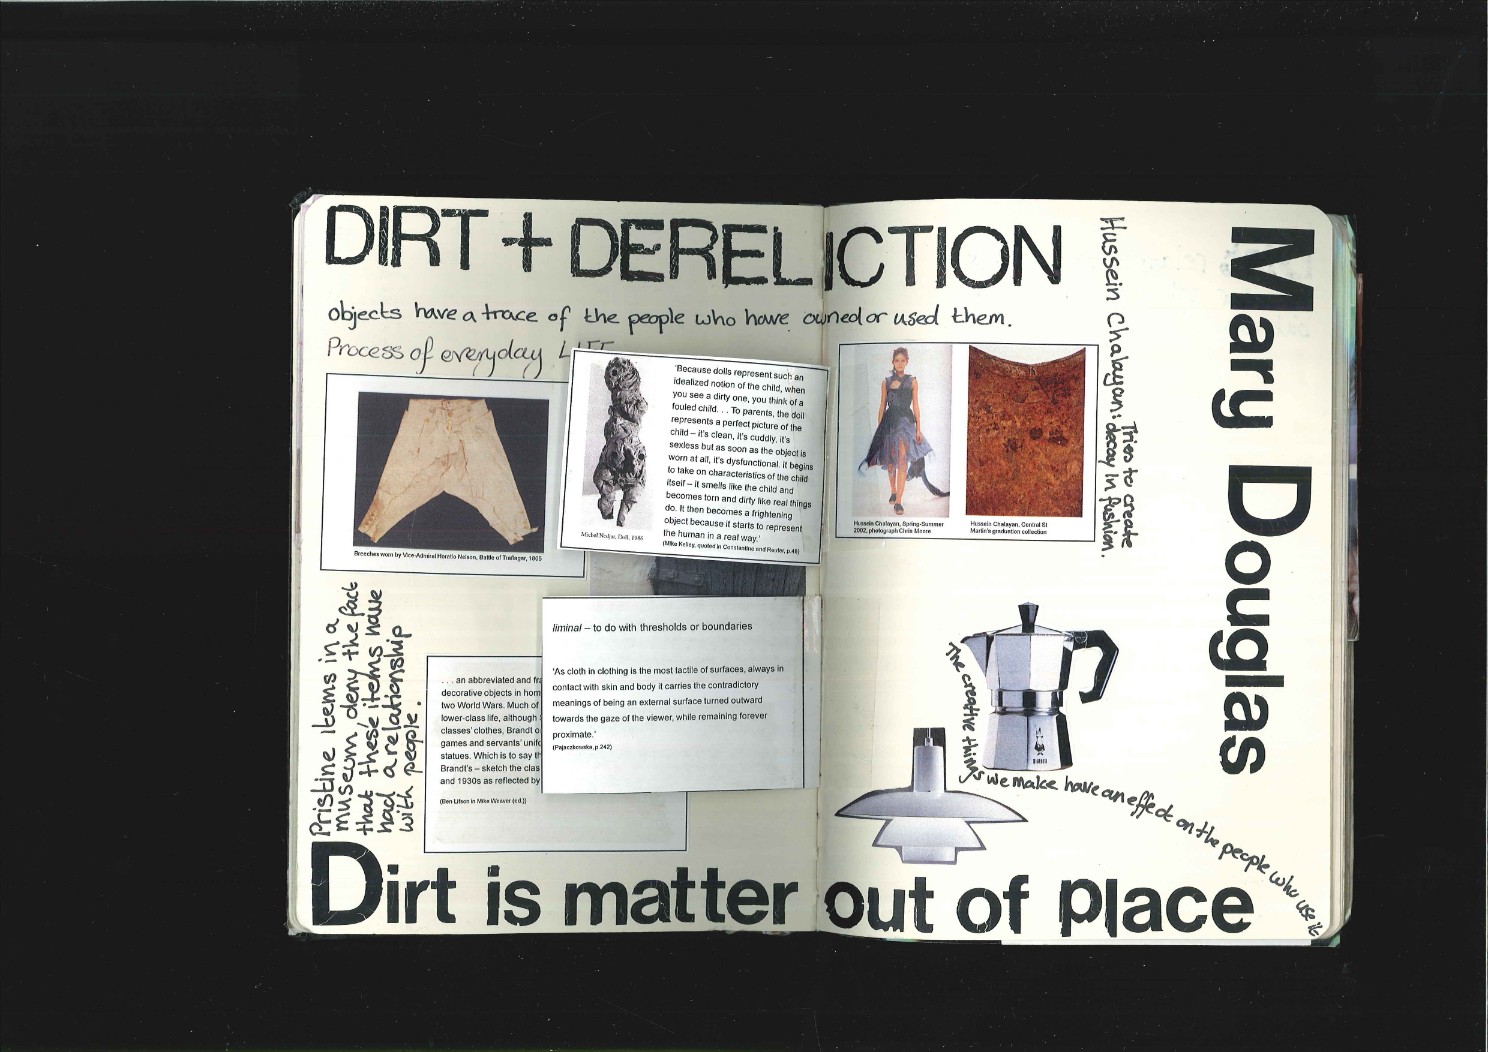 DIRT + DERELICTION
objects have a trace of the people who have owned or used them.
Process of everyday LIFE
Breeches worn by Vice-Admiral Horatio Nelson, Battle of Trafalgar, 1805
'Because dolls represent such an
idealized notion of the child, when
you see a dirty one, you think of a
fouled child. . . To parents, the doll
represents a perfect picture of the
child – it's clean, it's cuddly, it's
sexless but as soon as the object is
worn at all, it's dysfunctional. It begins
to take on characteristics of the child
itself – it smells like the child and
becomes torn and dirty like real things
do. It then becomes a frightening
object because it starts to represent
the human in a real way.'
(Mike Kelley, quoted in Constantine and Reuter, p.48)
Michel Nedjar, Doll, 1986
Hussein Chalayan, Spring-Summer
2002, photograph Chris Moore
Hussein Chalayan, Central St
Martin's graduation collection
Hussein Chalayan: Tries to create
decay in fashion.
Mary Douglas
Pristine items in a
museum, deny the fact
that these items have
had a relationship
with people.
. . . an abbreviated and fra
decorative objects in hom
two World Wars. Much of
lower-class life, although
classes' clothes, Brandt o
games and servants' unifo
statues. Which is to say th
Brandt's – sketch the clas
and 1930s as reflected by
(Ben Lifson in Mike Weaver (ed.))
liminal – to do with thresholds or boundaries
'As cloth in clothing is the most tactile of surfaces, always in
contact with skin and body it carries the contradictory
meanings of being an external surface turned outward
towards the gaze of the viewer, while remaining forever
proximate.'
(Pajaczkowska, p.242)
BIALETTI
The creative things we make have an effect on the people who use it
Dirt is matter out of place